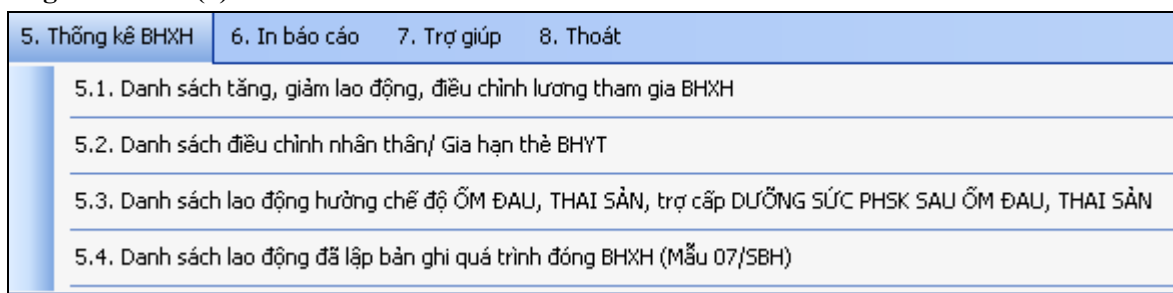 5. Thống kê BHXH 6. In báo cáo 7. Trợ giúp 8. Thoát
5.1. Danh sách tăng, giảm lao động, điều chỉnh lương tham gia BHXH
5.2. Danh sách điều chỉnh nhân thân/ Gia hạn thẻ BHYT
5.3. Danh sách lao động hưởng chế độ ỐM ĐAU, THAI SẢN, trợ cấp DƯỠNG SỨC PHSK SAU ỐM ĐAU, THAI SẢN
5.4. Danh sách lao động đã lập bản ghi quá trình đóng BHXH (Mẫu 07/SBH)